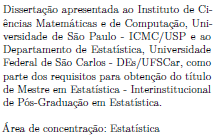 Dissertação apresentada ao Instituto de Ci-
ências Matemáticas e de Computação, Uni-
versidade de São Paulo - ICMC/USP e ao
Departamento de Estatística, Universidade
Federal de São Carlos - DEs/UFSCar, como
parte dos requisitos para obtenção do título
de Mestre em Estatística - Interinstitucional
de Pós-Graduação em Estatística.
Área de concentração: Estatística